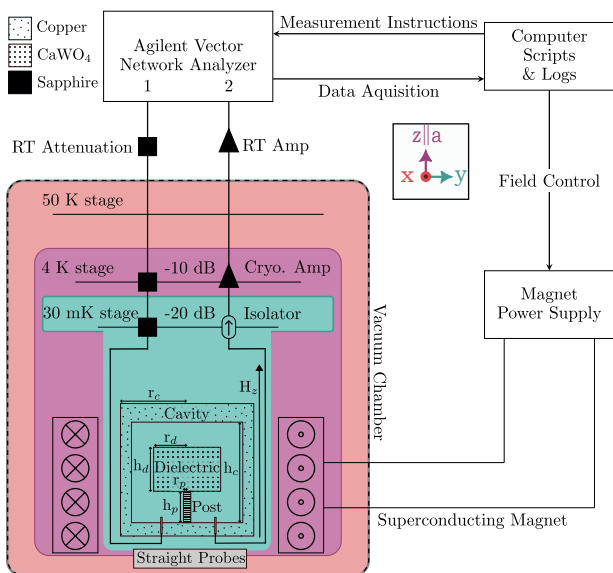 Copper
CaWO4
Sapphire
Agilent Vector
Network Analyzer
1 2
Measurement Instructions
Data Aquisition
Computer
Scripts
& Logs
RT Attenuation
RT Amp
z||a
x
y
Field Control
50 K stage
4 K stage
-10 dB
Cryo. Amp
30 mK stage
-20 dB
Isolator
Magnet
Power Supply
Vacuum Chamber
Hz
rc
Cavity
rd
hd
Dielectric
hc
rp
hp
Post
Straight Probes
Superconducting Magnet